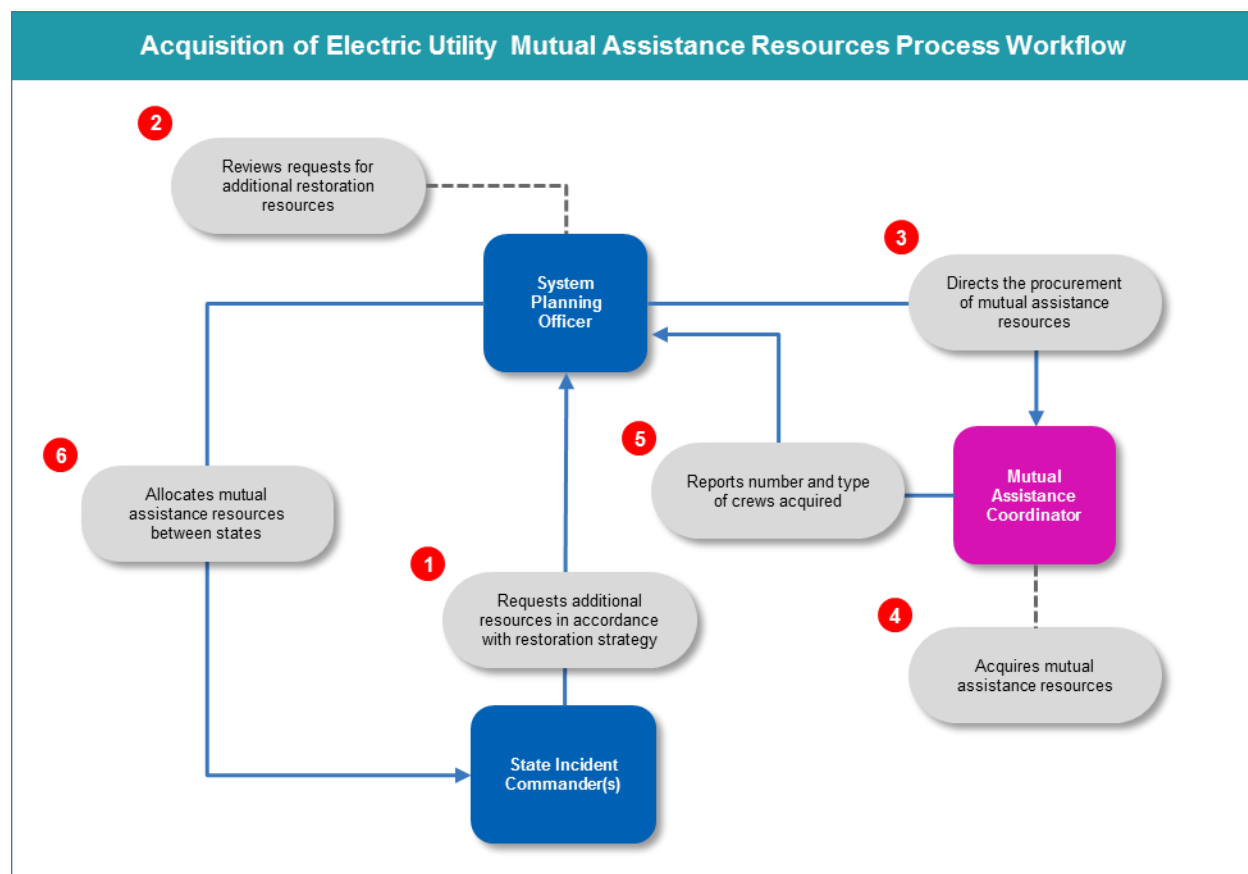 Acquisition of Electric Utility Mutual Assistance Resources Process Workflow
2
Reviews requests for
additional restoration
resources
3
Directs the procurement
of mutual assistance
resources
System
Planning
Officer
5
Reports number and type
of crews acquired
Mutual
Assistance
Coordinator
6
Allocates mutual
assistance resources
between states
1
Requests additional
resources in accordance
with restoration strategy
4
Acquires mutual
assistance resources
State Incident
Commander(s)